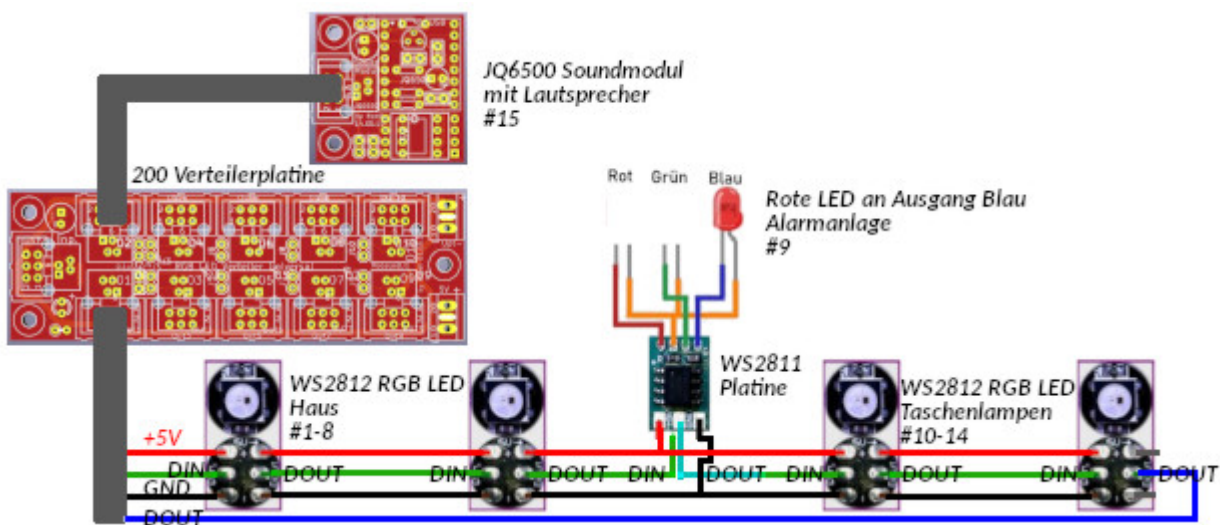 JQ6500 Soundmodul
mit Lautsprecher
#15
200 Verteilerplatine
Rot Grün Blau
Rote LED an Ausgang Blau
Alarmanlage
#9
WS2812 RGB LED
Haus
#1-8
WS2811
Platine
WS2812 RGB LED
Taschenlampen
#10-14
+5V
DIN DOUT DIN DOUT DIN DOUT DIN DOUT DIN DOUT
GND
DOUT